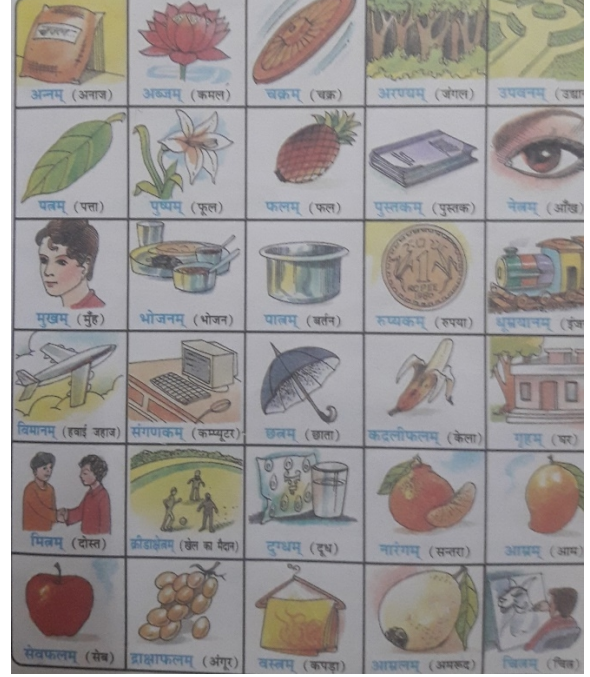 अन्नम् (अनाज)
अब्जम् (कमल)
चक्रम् (चक्र)
अरण्यम् (जंगल)
उपवनम्
पत्रम् (पत्ता)
पुष्पम् (फूल)
फलम् (फल)
पुस्तकम् (पुस्तक)
नेत्रम् (आँख)
मुखम् (मुँह)
भोजनम् (भोजन)
पात्रम् (बर्तन)
रुप्यकम् (रुपया)
धूम्रयानम्
विमानम् (हवाई जहाज)
संगणकम् (कम्प्यूटर)
छत्रम् (छाता)
कदलीफलम् (केला)
गृहम् (घर)
मित्रम् (दोस्त)
क्रीडाक्षेत्रम् (खेल का मैदान)
दुग्धम् (दूध)
नारंगम् (सन्तरा)
आम्रम् (आम)
सेवफलम् (सेब)
द्राक्षाफलम् (अंगूर)
वस्त्रम् (कपड़ा)
आम्रलम् (अमरूद)
चित्रम् (चित्र)